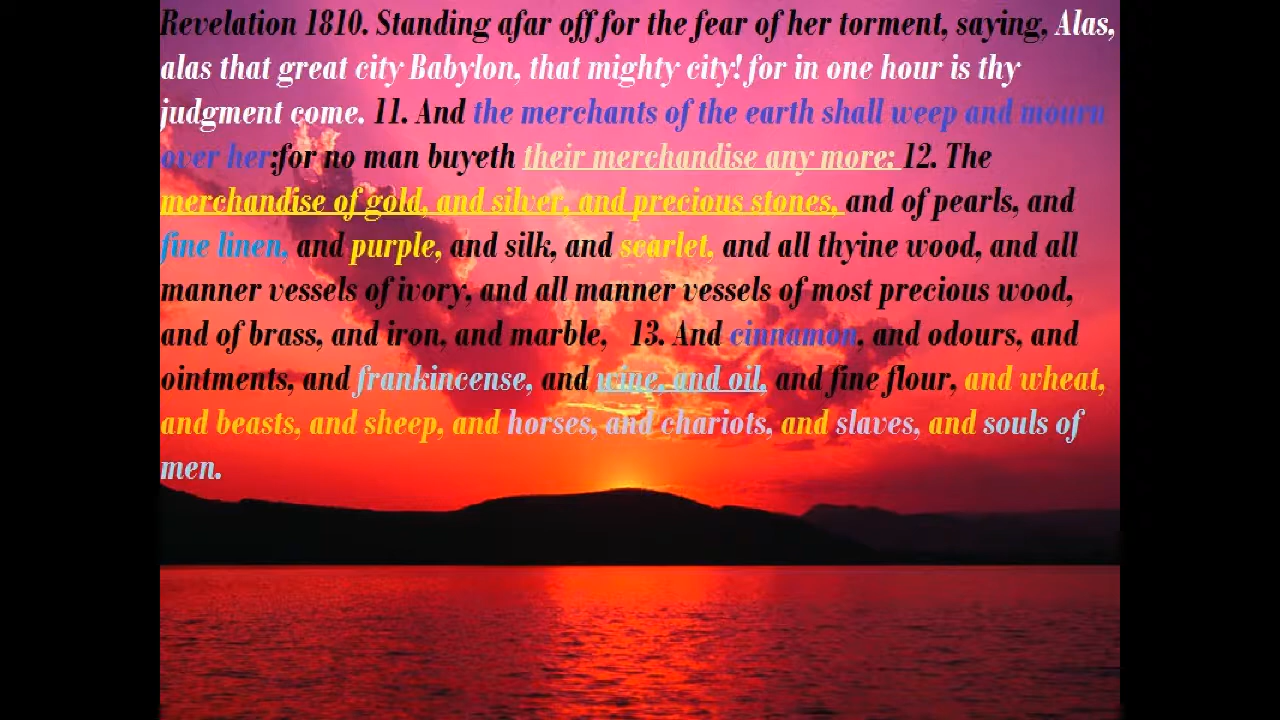 Revelation 1810. Standing afar off for the fear of her torment, saying, Alas,
alas that great city Babylon, that mighty city! for in one hour is thy
judgment come. 11. And the merchants of the earth shall weep and mourn
over her;for no man buyeth their merchandise any more: 12. The
merchandise of gold, and silver, and precious stones, and of pearls, and
fine linen, and purple, and silk, and scarlet, and all thyine wood, and all
manner vessels of ivory, and all manner vessels of most precious wood,
and of brass, and iron, and marble, 13. And cinnamon, and odours, and
ointments, and frankincense, and wine, and oil, and fine flour, and wheat,
and beasts, and sheep, and horses, and chariots, and slaves, and souls of
men.